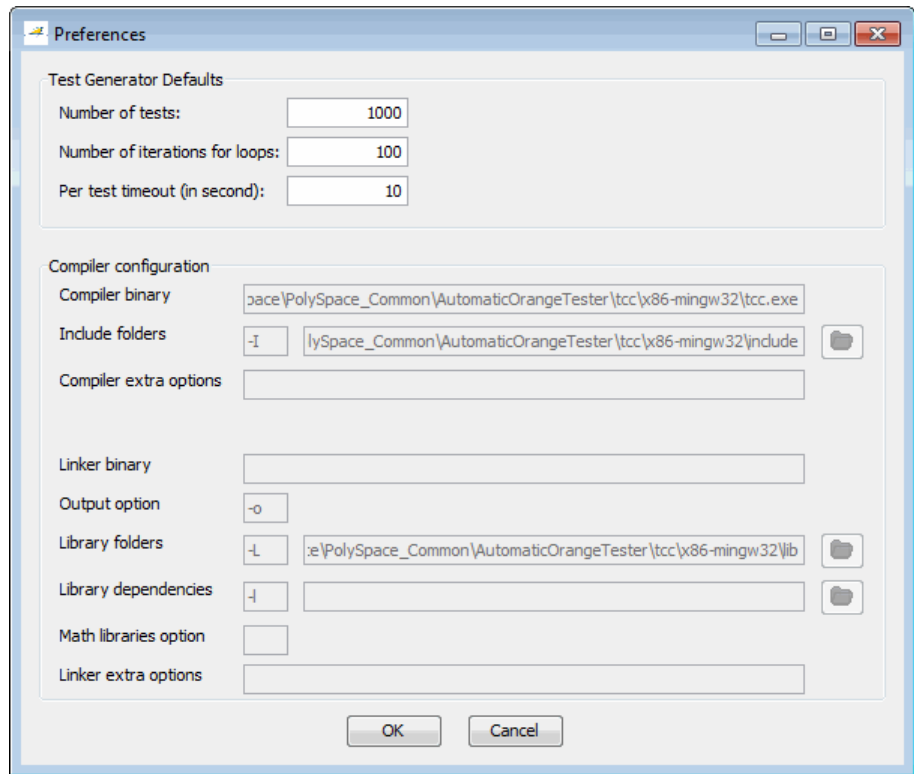 Preferences
Test Generator Defaults
Number of tests: 1000
Number of iterations for loops: 100
Per test timeout (in second): 10
Compiler configuration
Compiler binary pace\PolySpace_Common\AutomaticOrangeTester\tcc\x86-mingw32\tcc.exe
Include folders -I lySpace_Common\AutomaticOrangeTester\tcc\x86-mingw32\include
Compiler extra options
Linker binary
Output option -o
Library folders -L :e\PolySpace_Common\AutomaticOrangeTester\tcc\x86-mingw32\lib
Library dependencies -l
Math libraries option
Linker extra options
OK Cancel